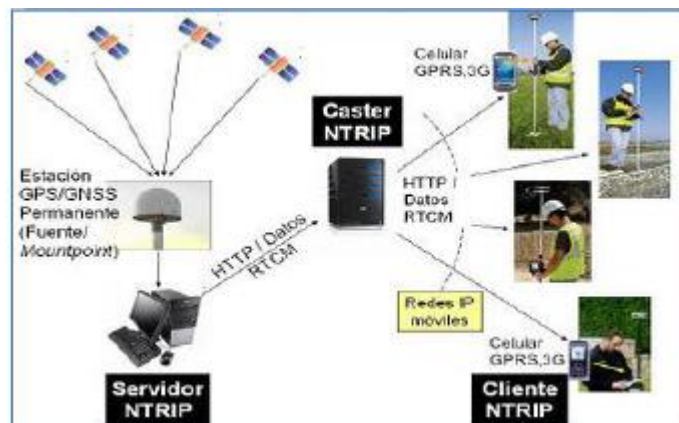 Celular
GPRS,3G
Caster
NTRIP
Estación
GPS/GNSS
Permanente
(Fuente/
Mountpoint)
HTTP / Datos
RTCM
HTTP /
Datos
RTCM
Redes IP
móviles
Celular
GPRS,3G
Servidor
NTRIP
Cliente
NTRIP